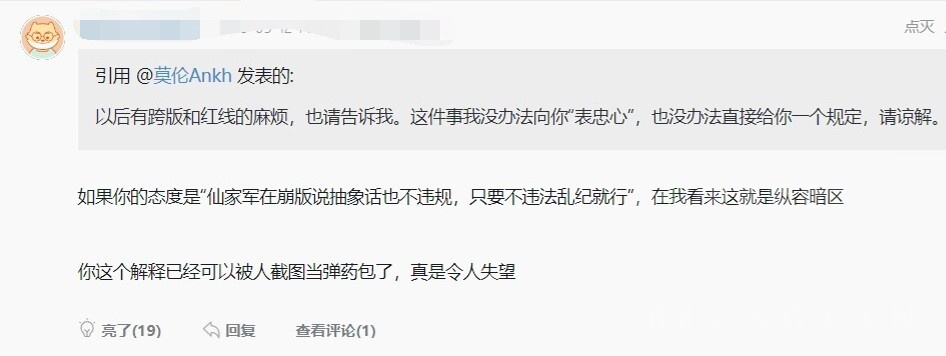 点灭
引用 @莫伦Ankh 发表的:
以后有跨版和红线的麻烦，也请告诉我。这件事我没办法向你“表忠心”，也没办法直接给你一个规定，请谅解。
如果你的态度是“仙家军在崩版说抽象话也不违规，只要不违法乱纪就行”，在我看来这就是纵容暗区
你这个解释已经可以被人截图当弹药包了，真是令人失望
亮了(19) 回复 查看评论(1)